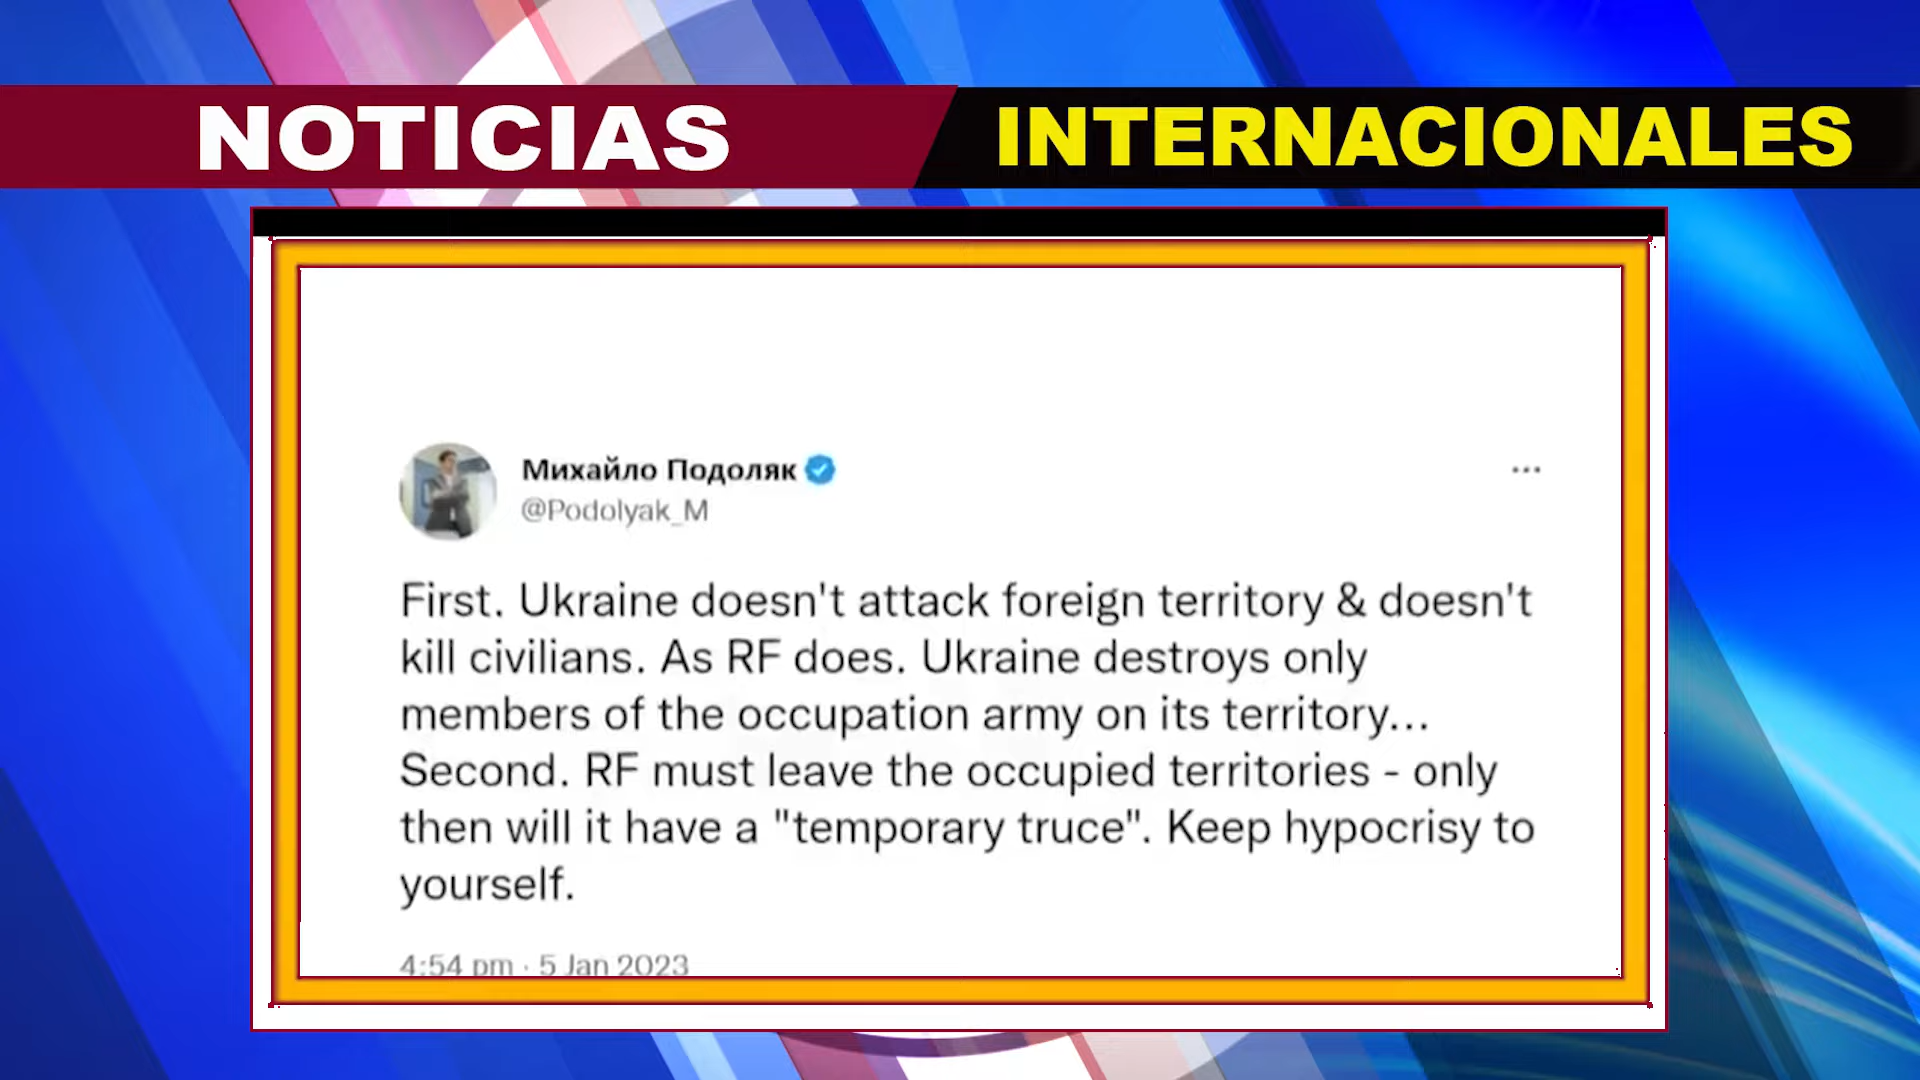 NOTICIAS INTERNACIONALES
Михайло Подоляк
@Podolyak_M
First. Ukraine doesn't attack foreign territory & doesn't
kill civilians. As RF does. Ukraine destroys only
members of the occupation army on its territory...
Second. RF must leave the occupied territories - only
then will it have a "temporary truce". Keep hypocrisy to
yourself.
4:54 pm · 5 Jan 2023